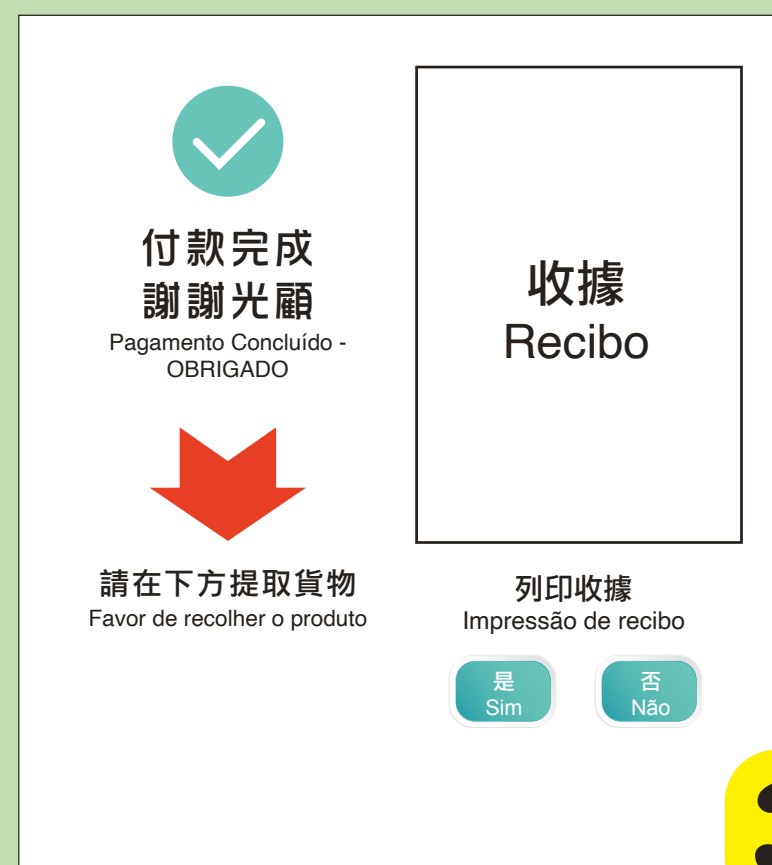 付款完成
謝謝光顧
Pagamento Concluído -
OBRIGADO
請在下方提取貨物
Favor de recolher o produto
收據
Recibo
列印收據
Impressão de recibo
是
Sim
否
Não